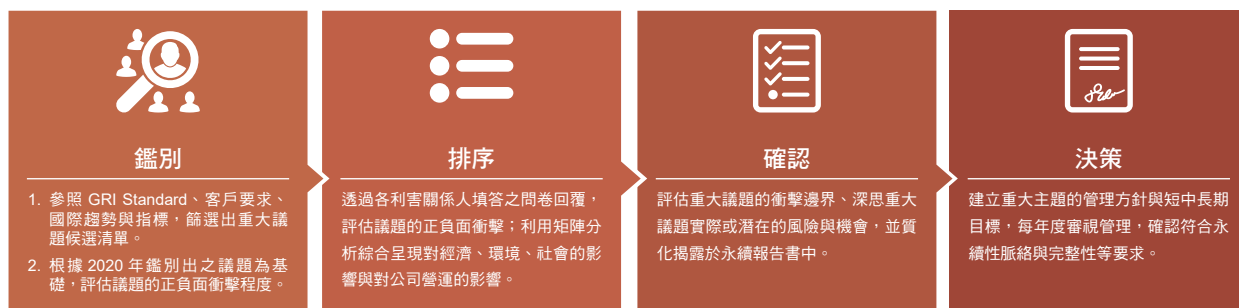 鑑別
1. 參照 GRI Standard、客戶要求、
國際趨勢與指標，篩選出重大議
題候選清單。
2. 根據 2020 年鑑別出之議題為基
礎，評估議題的正負面衝擊程度。
排序
透過各利害關係人填答之問卷回覆，
評估議題的正負面衝擊；利用矩陣分
析綜合呈現對經濟、環境、社會的影
響與對公司營運的影響。
確認
評估重大議題的衝擊邊界、深思重大
議題實際或潛在的風險與機會，並質
化揭露於永續報告書中。
決策
建立重大主題的管理方針與短中長期
目標，每年度審視管理，確認符合永
續性脈絡與完整性等要求。